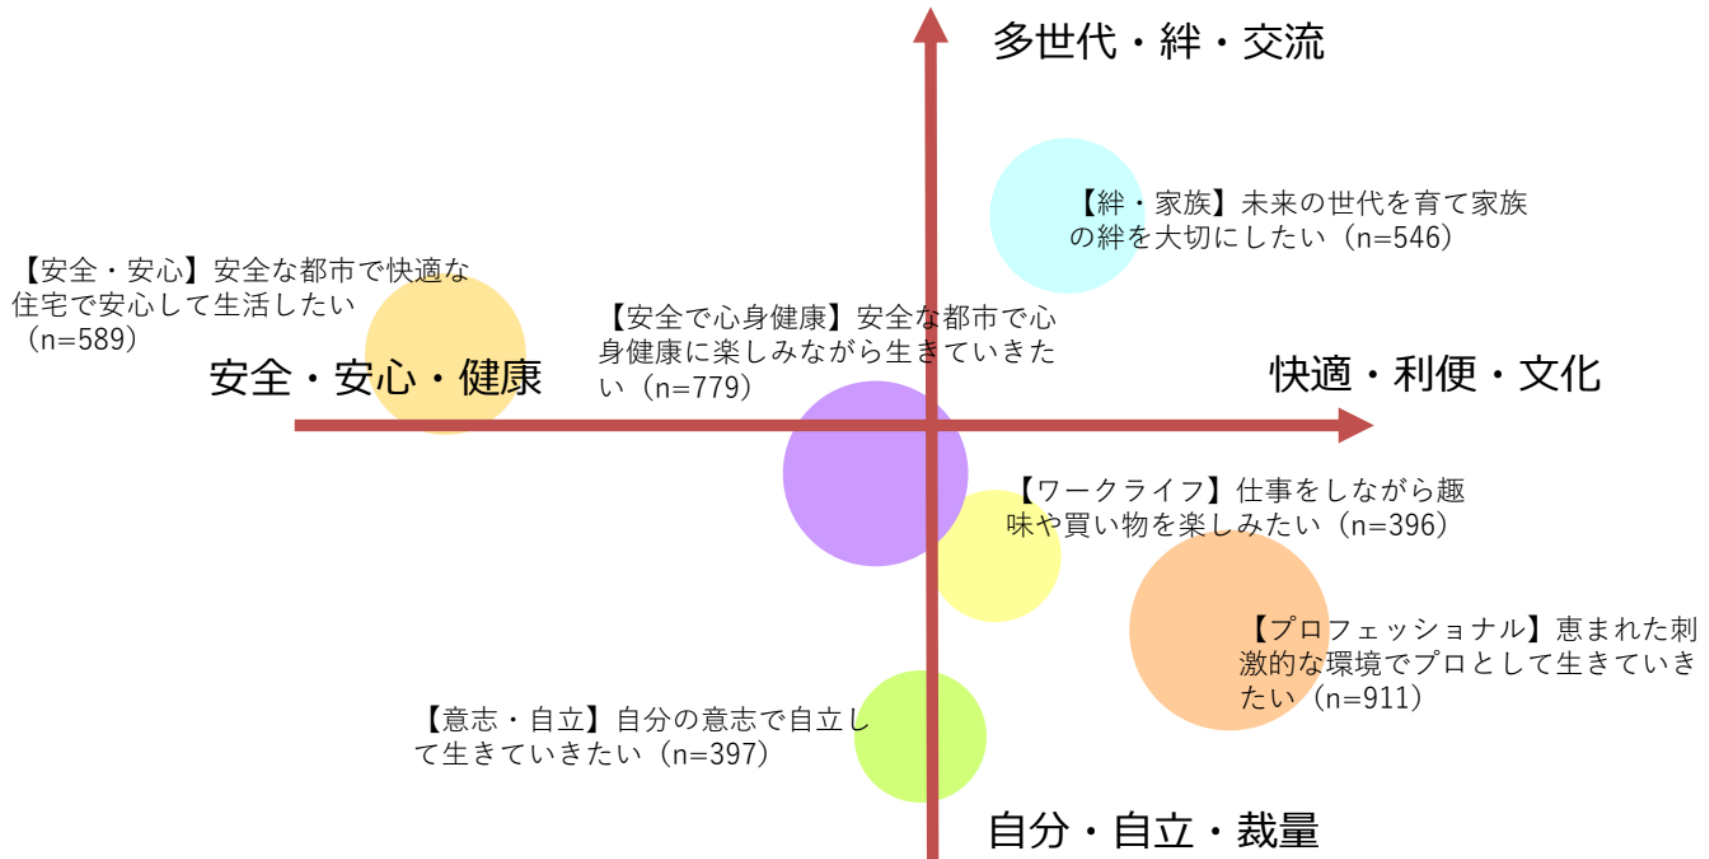 多世代・絆・交流
【絆・家族】未来の世代を育て家族
の絆を大切にしたい（n=546）
【安全・安心】安全な都市で快適な
住宅で安心して生活したい
（n=589）
【安全で心身健康】安全な都市で心
身健康に楽しみながら生きていきた
い（n=779）
安全・安心・健康
快適・利便・文化
【ワークライフ】仕事をしながら趣
味や買い物を楽しみたい（n=396）
【プロフェッショナル】恵まれた刺
激的な環境でプロとして生きていき
たい（n=911）
【意志・自立】自分の意志で自立し
て生きていきたい（n=397）
自分・自立・裁量